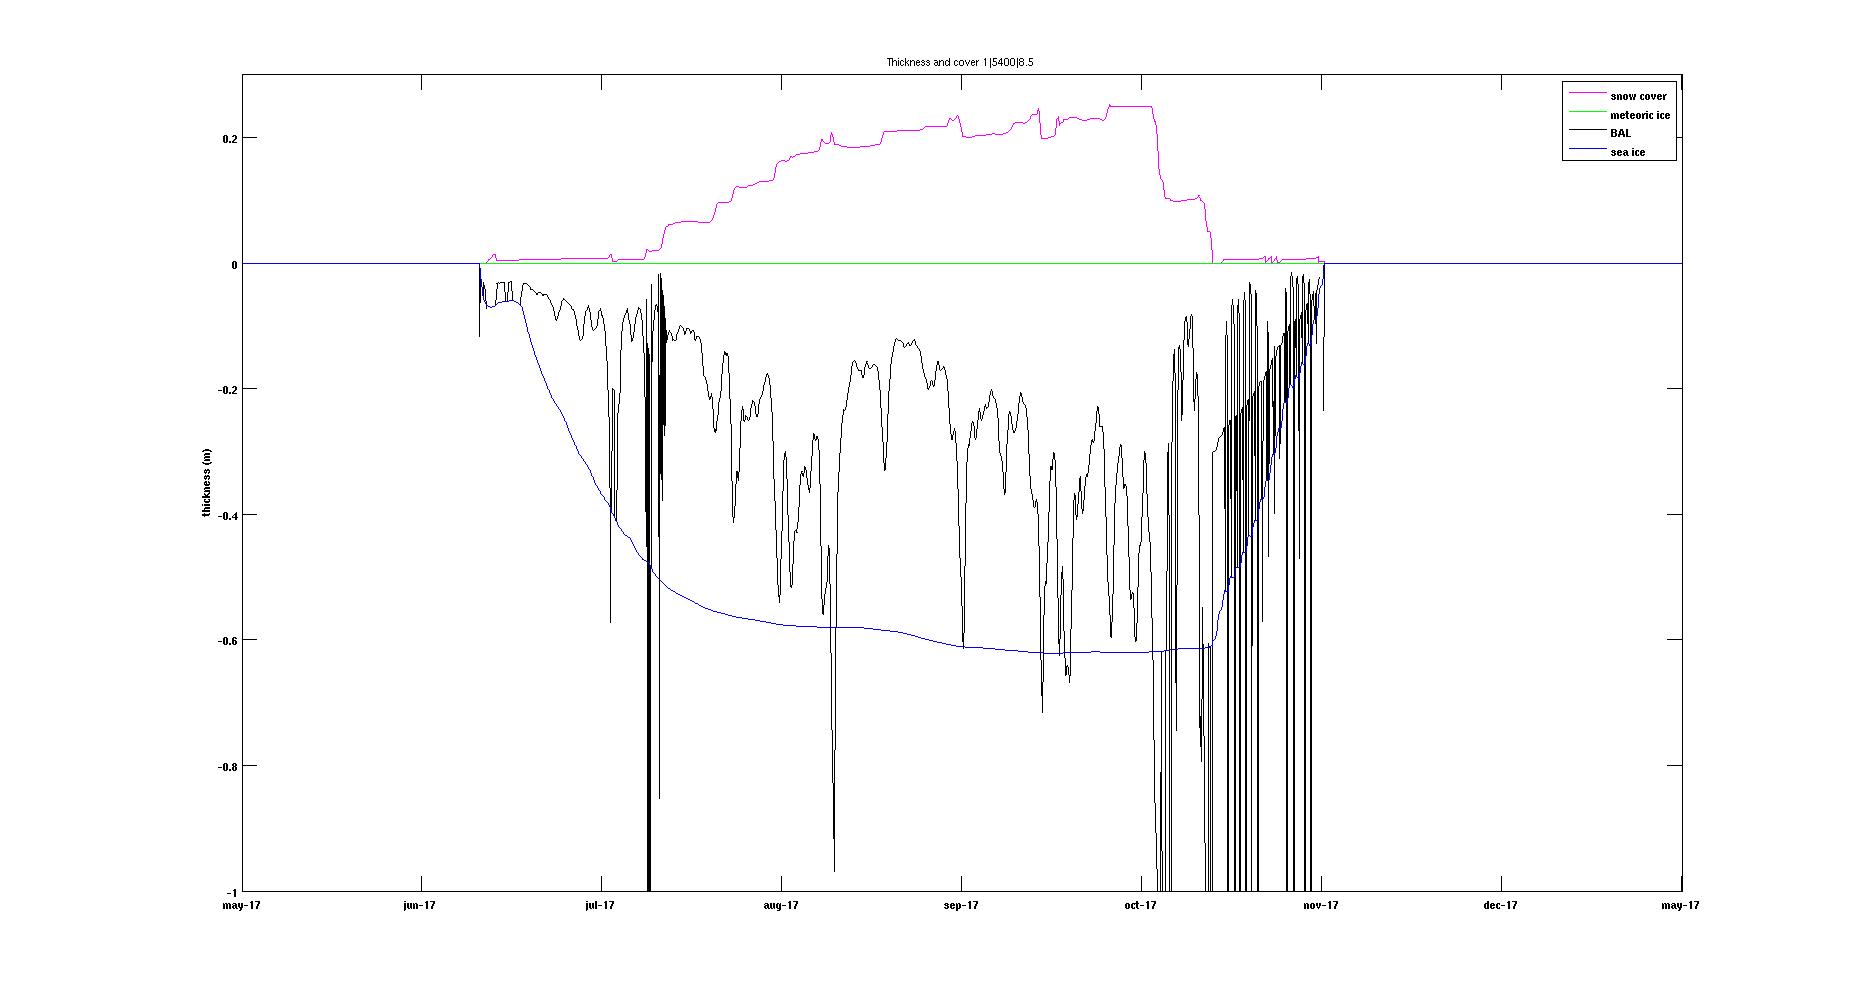 Thickness and cover 1|5400|8.5
snow cover
meteoric ice
BAL
sea ice
thickness (m)
0.2
0
-0.2
-0.4
-0.6
-0.8
-1
may-17 jun-17 jul-17 aug-17 sep-17 oct-17 nov-17 dec-17 may-17